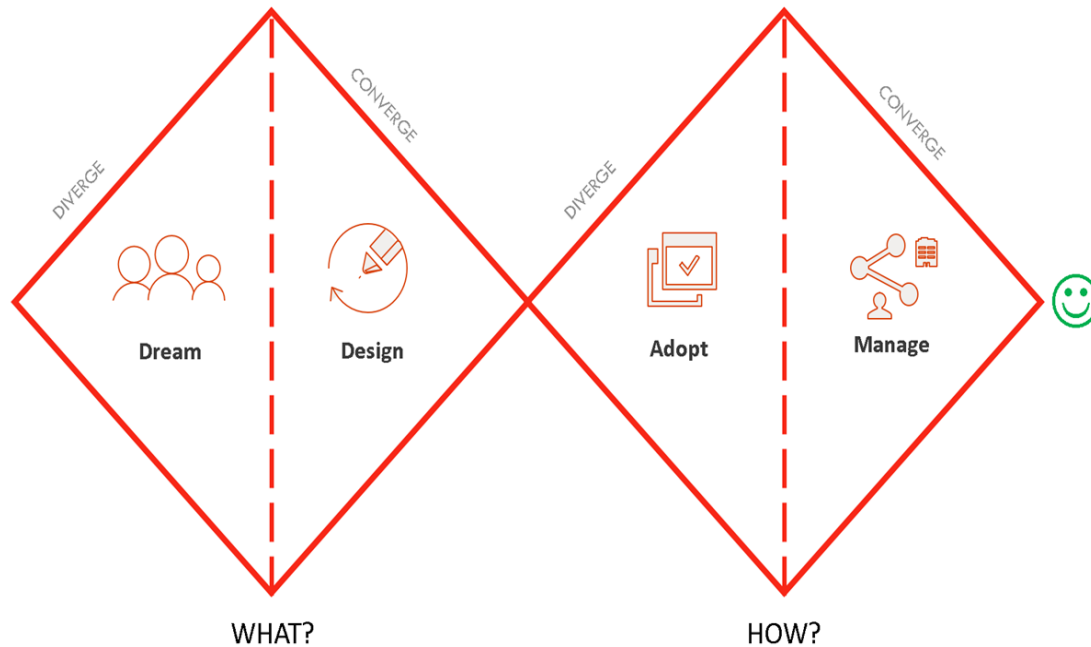 DIVERGE
CONVERGE
DIVERGE
CONVERGE
Dream
Design
Adopt
Manage
WHAT?
HOW?